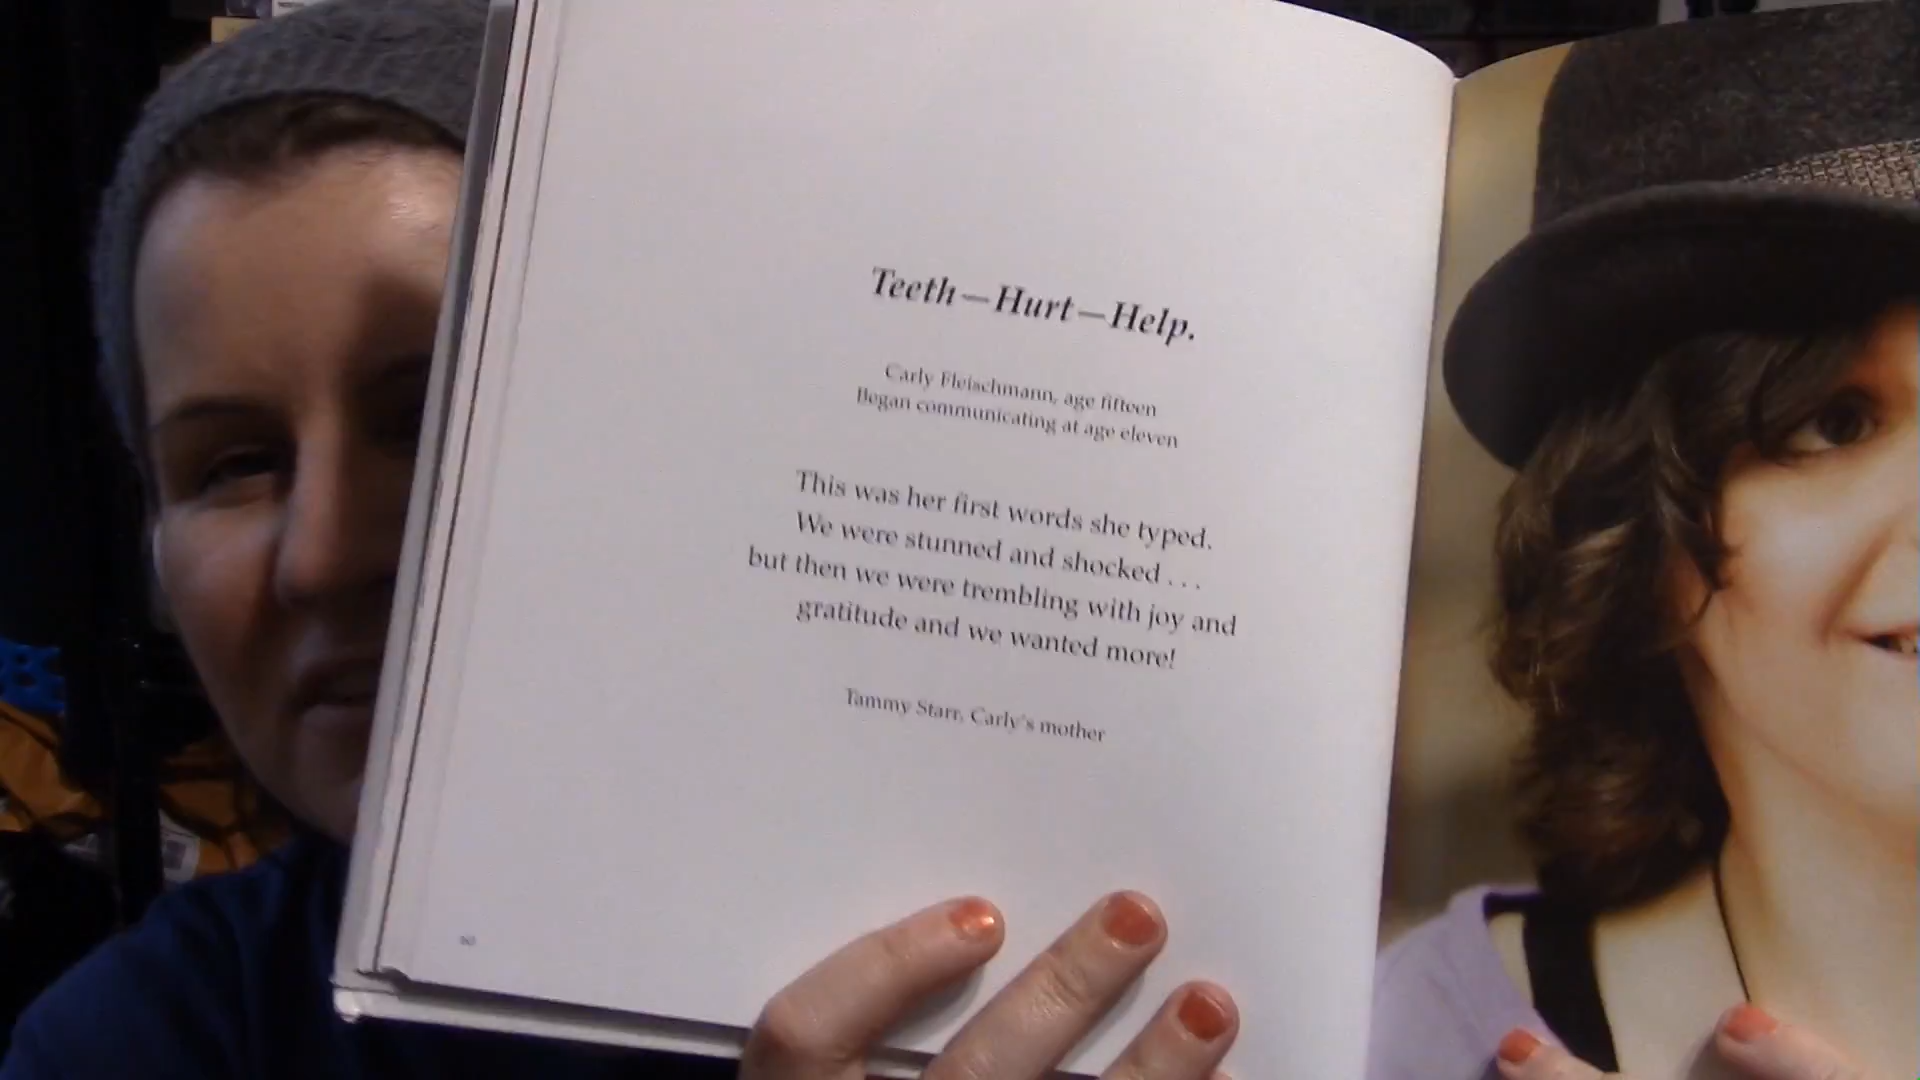 Teeth—Hurt—Help.
Carly Fleischmann, age fifteen
Began communicating at age eleven
This was her first words she typed.
We were stunned and shocked . . .
but then we were trembling with joy and
gratitude and we wanted more!
Tammy Starr, Carly's mother
60